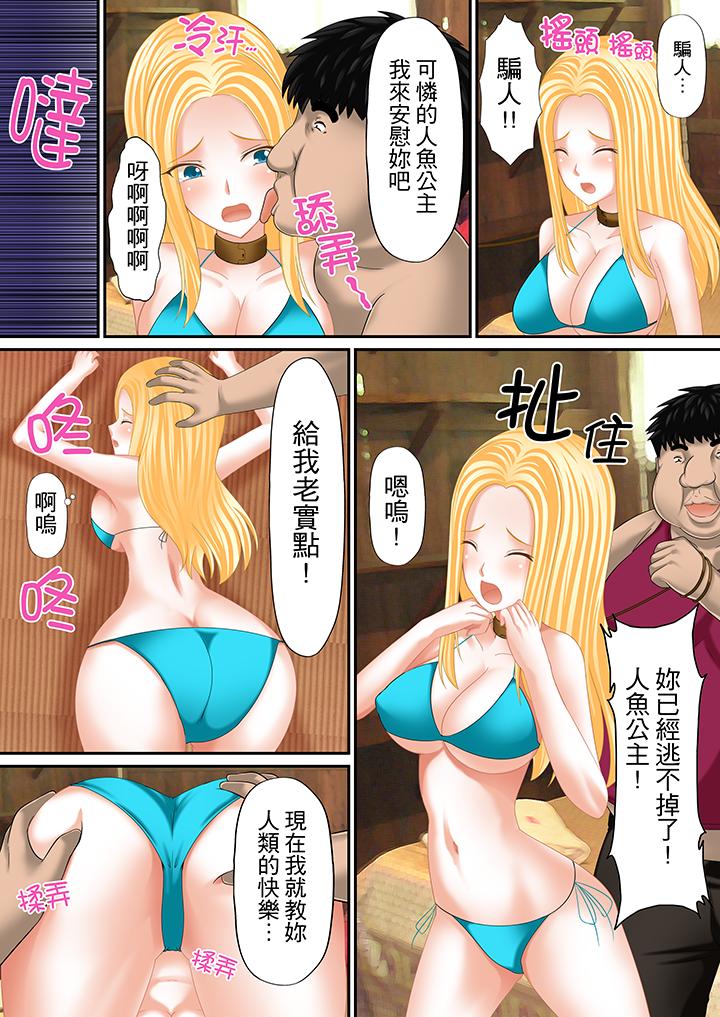 騙人…
搖頭
搖頭
騙人!!
可憐的人魚公主
我來安慰妳吧
冷汗…
舔弄
呀啊啊啊啊
噠
扯住
嗯嗚!
妳已經逃不掉了!
人魚公主!
給我老實點!
咚
啊嗚
咚
現在我就教妳
人類的快樂…
揉弄
揉弄